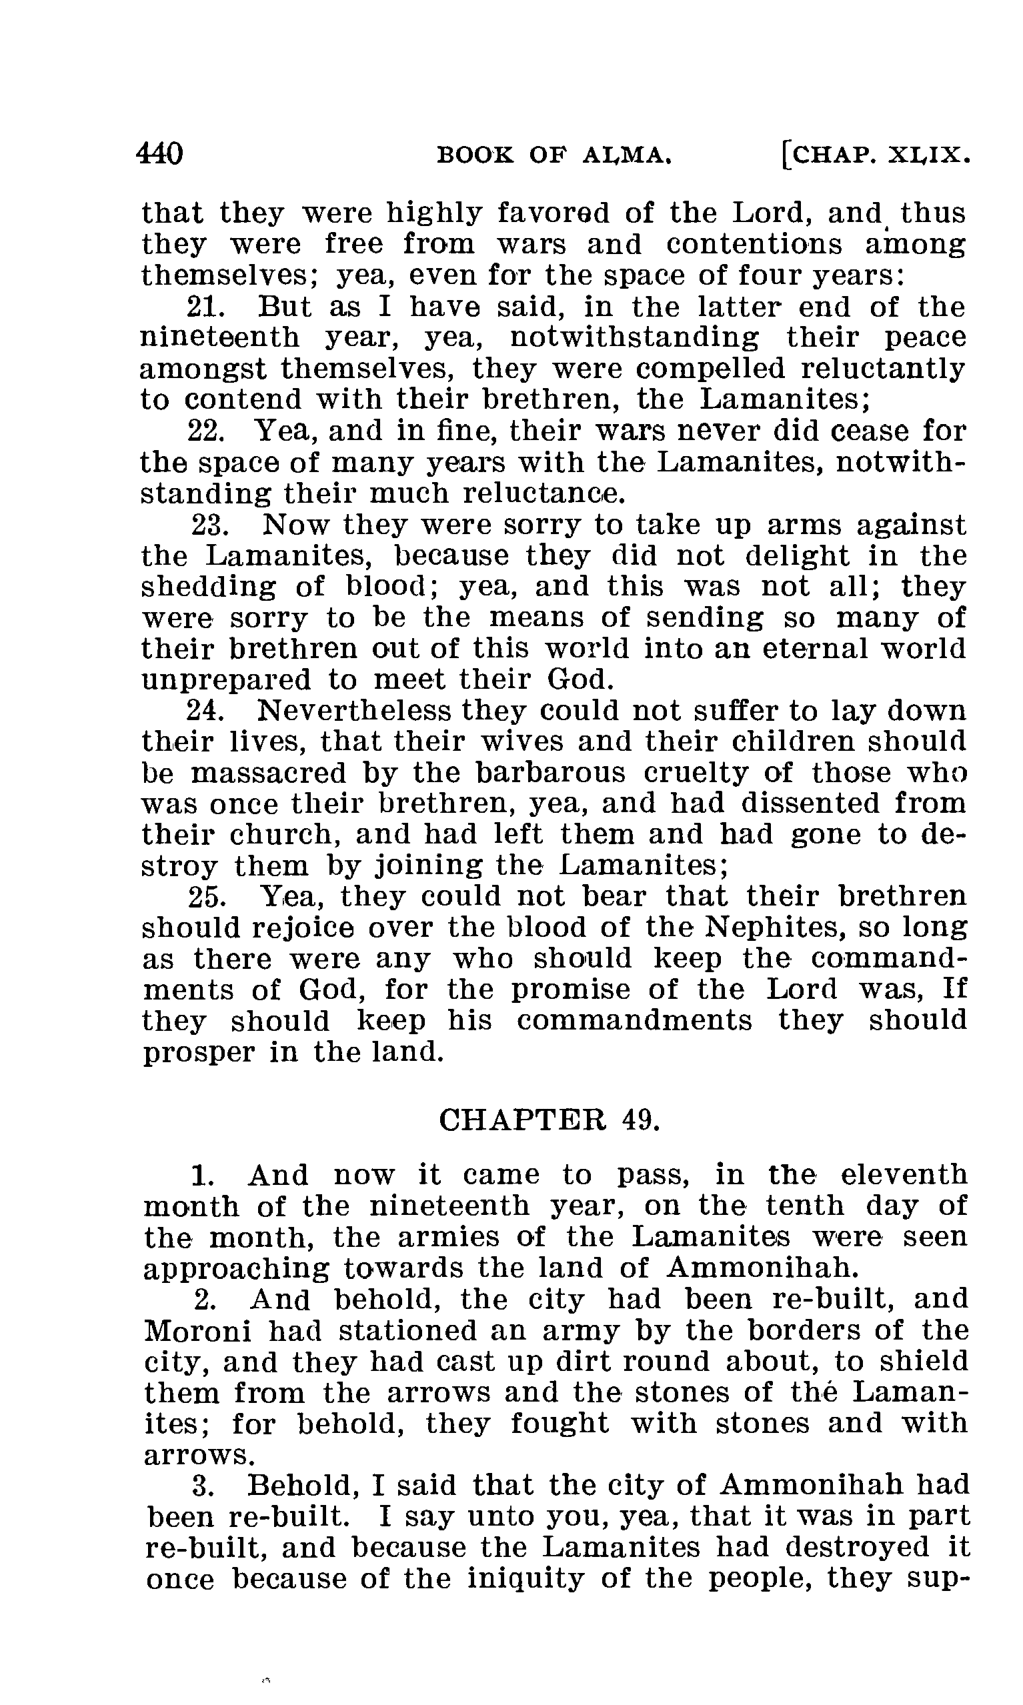 440 BOOK OF ALMA. [CHAP. XLIX.
that they were highly favored of the Lord, and thus
they were free from wars and contentions among
themselves; yea, even for the space of four years:
21. But as I have said, in the latter end of the
nineteenth year, yea, notwithstanding their peace
amongst themselves, they were compelled reluctantly
to contend with their brethren, the Lamanites;
22. Yea, and in fine, their wars never did cease for
the space of many years with the Lamanites, notwith-
standing their much reluctance.
23. Now they were sorry to take up arms against
the Lamanites, because they did not delight in the
shedding of blood; yea, and this was not all; they
were sorry to be the means of sending so many of
their brethren out of this world into an eternal world
unprepared to meet their God.
24. Nevertheless they could not suffer to lay down
their lives, that their wives and their children should
be massacred by the barbarous cruelty of those who
was once their brethren, yea, and had dissented from
their church, and had left them and had gone to de-
stroy them by joining the Lamanites;
25. Yea, they could not bear that their brethren
should rejoice over the blood of the Nephites, so long
as there were any who should keep the command-
ments of God, for the promise of the Lord was, If
they should keep his commandments they should
prosper in the land.
CHAPTER 49.
1. And now it came to pass, in the eleventh
month of the nineteenth year, on the tenth day of
the month, the armies of the Lamanites were seen
approaching towards the land of Ammonihah.
2. And behold, the city had been re-built, and
Moroni had stationed an army by the borders of the
city, and they had cast up dirt round about, to shield
them from the arrows and the stones of the Laman-
ites; for behold, they fought with stones and with
arrows.
3. Behold, I said that the city of Ammonihah had
been re-built. I say unto you, yea, that it was in part
re-built, and because the Lamanites had destroyed it
once because of the iniquity of the people, they sup-